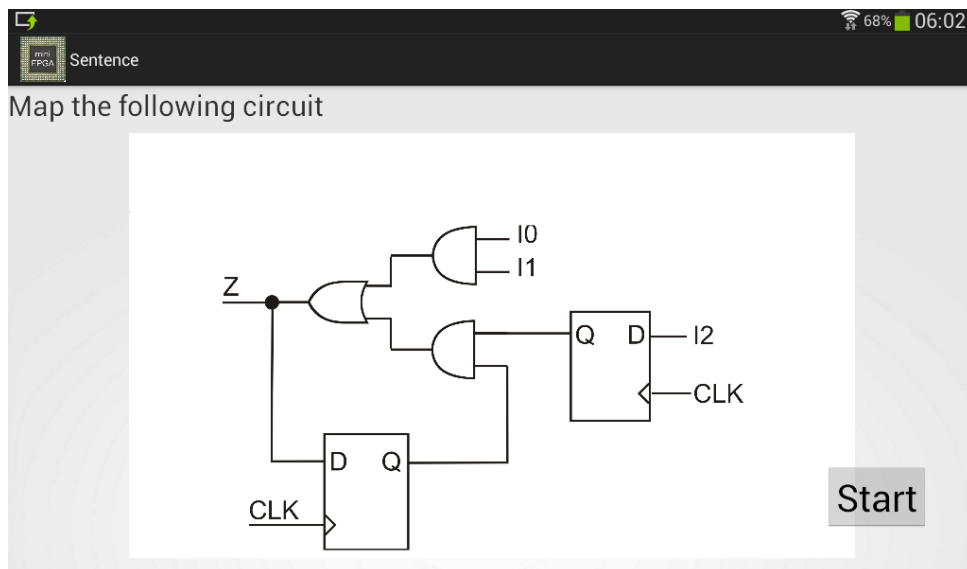 68% 06:02
mini
FPGA
Sentence
Map the following circuit
I0
I1
Z
Q D I2
CLK
D Q
CLK
Start